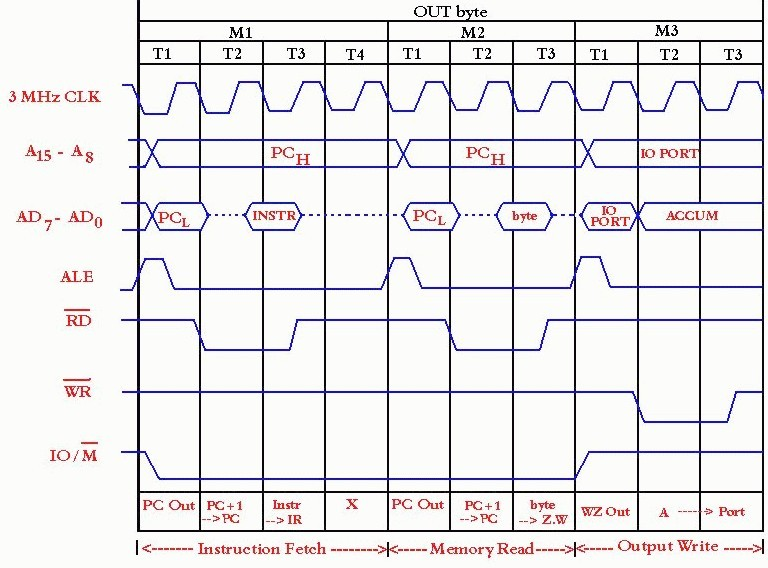 OUT byte
M1 M2 M3
T1 T2 T3 T4 T1 T2 T3 T1 T2 T3
3 MHz CLK
A15 - A8 PCH PCH IO PORT
AD7 - AD0 PCL INSTR PCL byte IO PORT ACCUM
ALE
RD
WR
IO / M
PC Out PC+1 -->PC Instr --> IR X PC Out PC+1 -->PC byte --> Z.W WZ Out A -----> Port
|<------- Instruction Fetch ------->|<----- Memory Read---->|<---- Output Write ---->|